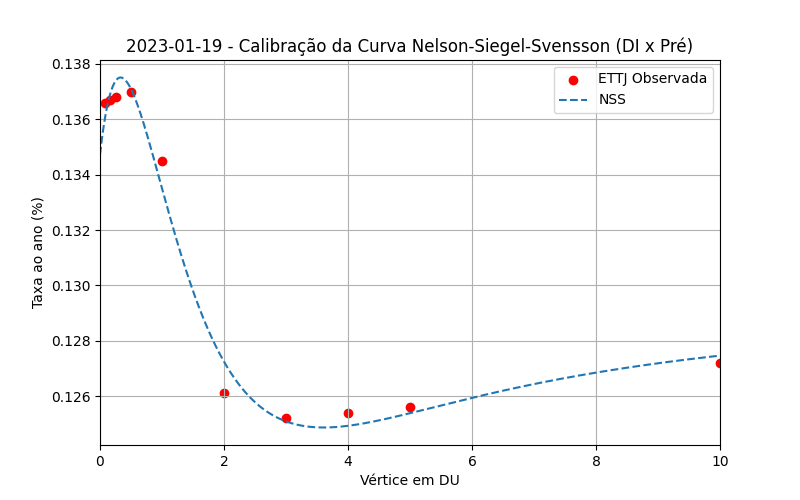 2023-01-19 - Calibração da Curva Nelson-Siegel-Svensson (DI x Pré)
ETTJ Observada
NSS
Taxa ao ano (%)
0.138
0.136
0.134
0.132
0.130
0.128
0.126
0 2 4 6 8 10
Vértice em DU